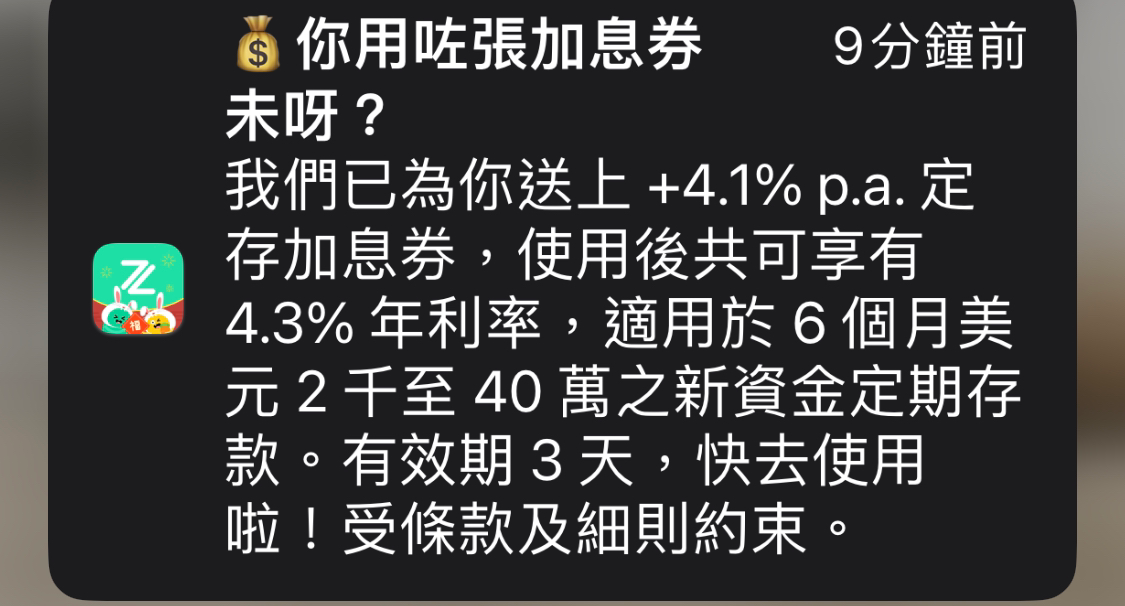 💰 你用咗張加息券
9分鐘前
未呀？
我們已為你送上 +4.1% p.a. 定
存加息券，使用後共可享有
4.3% 年利率，適用於 6 個月美
元 2 千至 40 萬之新資金定期存
款。有效期 3 天，快去使用
啦！受條款及細則約束。
福